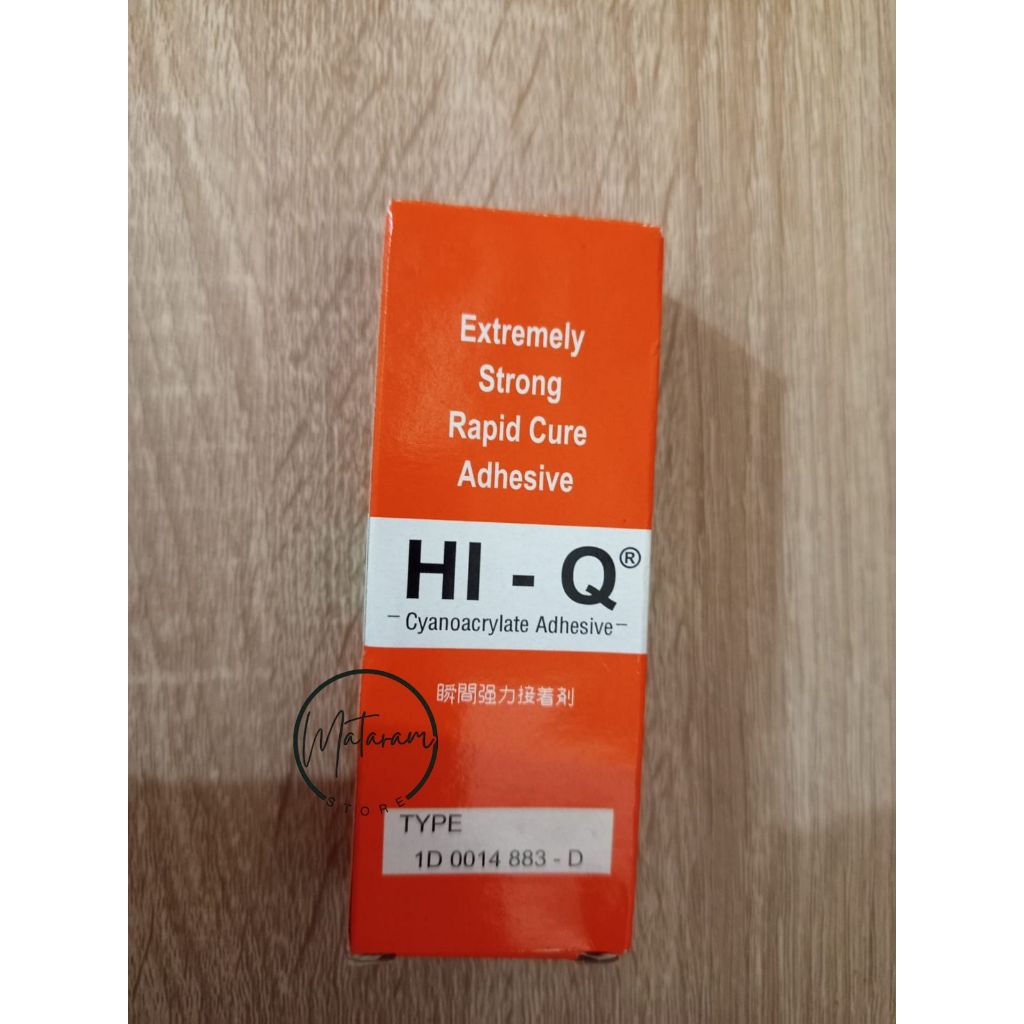 Extremely
Strong
Rapid Cure
Adhesive
HI - Q®
- Cyanoacrylate Adhesive -
瞬間强力接着剤
Mataram
STORE
TYPE
1D 0014 883 - D